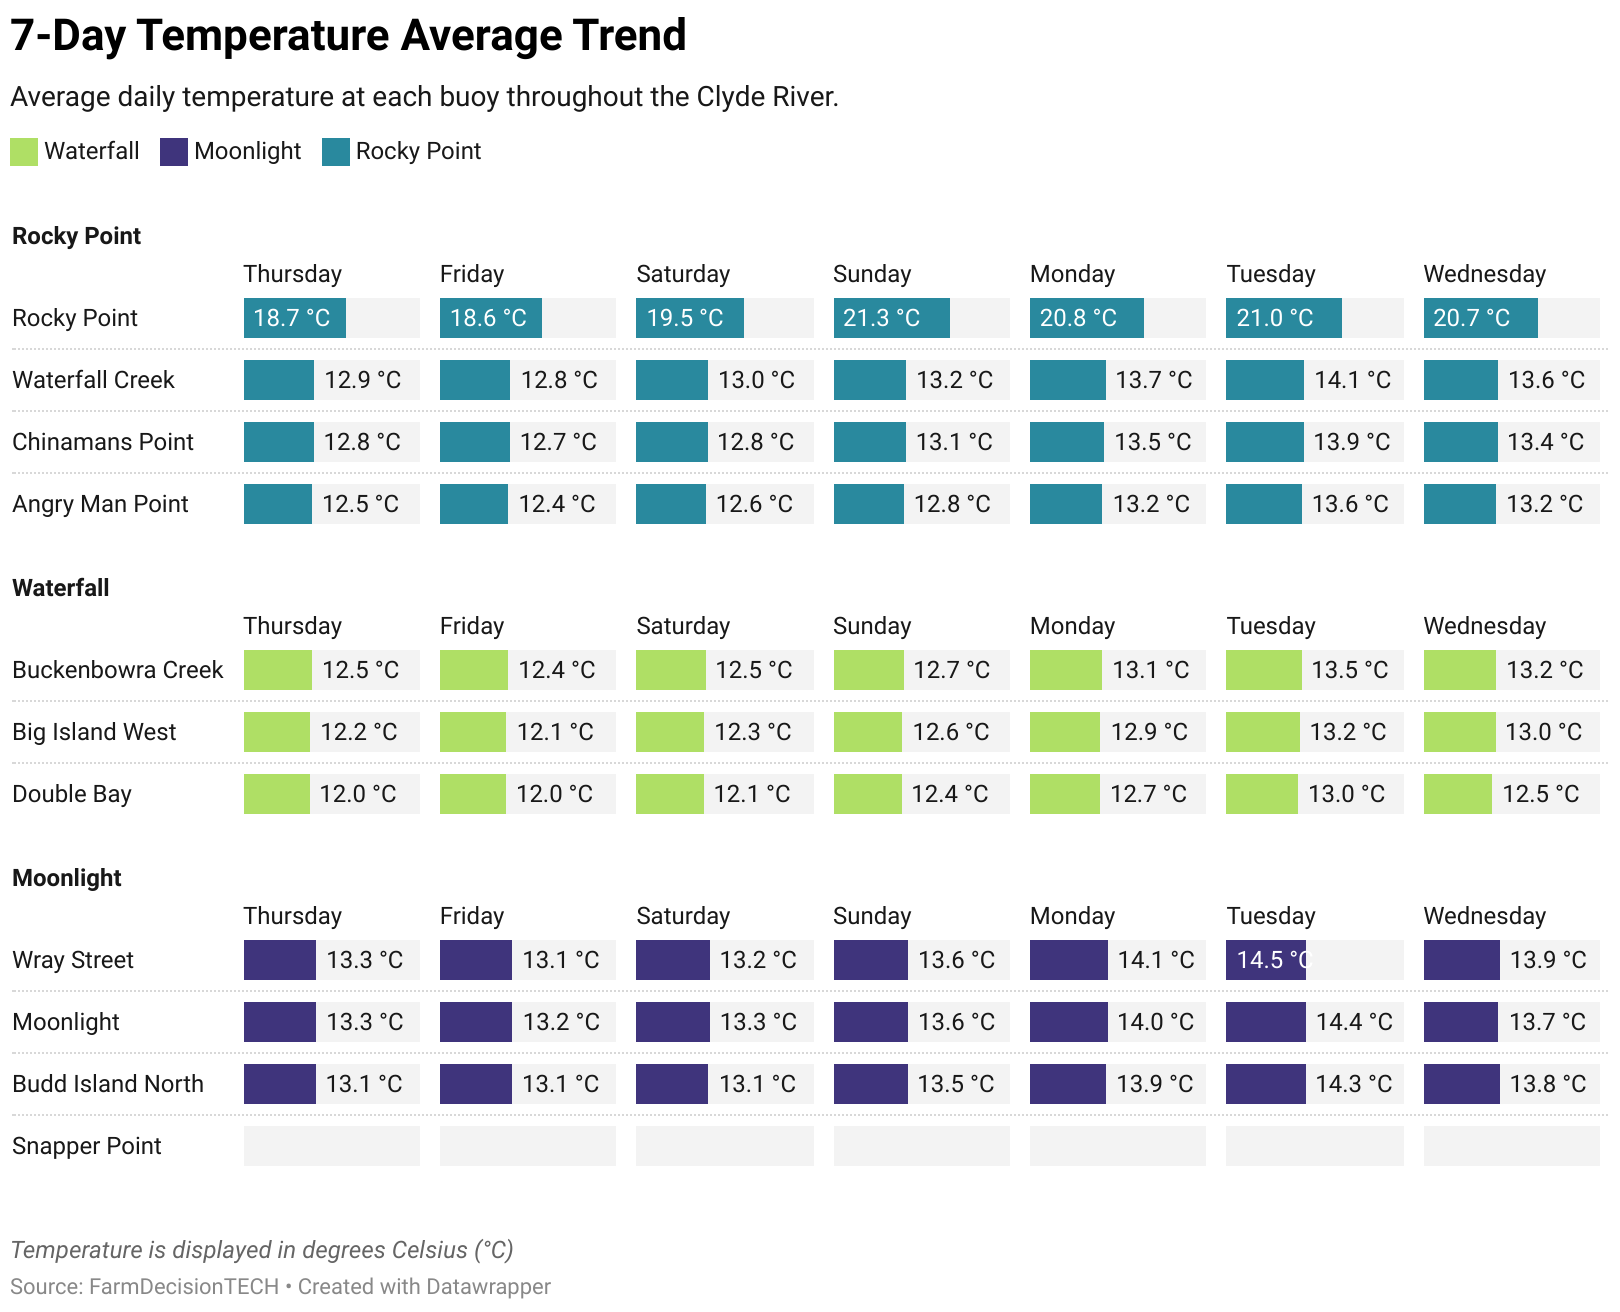 7-Day Temperature Average Trend
Average daily temperature at each buoy throughout the Clyde River.
Waterfall Moonlight Rocky Point
Rocky Point
Thursday Friday Saturday Sunday Monday Tuesday Wednesday
Rocky Point 18.7 °C 18.6 °C 19.5 °C 21.3 °C 20.8 °C 21.0 °C 20.7 °C
Waterfall Creek 12.9 °C 12.8 °C 13.0 °C 13.2 °C 13.7 °C 14.1 °C 13.6 °C
Chinamans Point 12.8 °C 12.7 °C 12.8 °C 13.1 °C 13.5 °C 13.9 °C 13.4 °C
Angry Man Point 12.5 °C 12.4 °C 12.6 °C 12.8 °C 13.2 °C 13.6 °C 13.2 °C
Waterfall
Thursday Friday Saturday Sunday Monday Tuesday Wednesday
Buckenbowra Creek 12.5 °C 12.4 °C 12.5 °C 12.7 °C 13.1 °C 13.5 °C 13.2 °C
Big Island West 12.2 °C 12.1 °C 12.3 °C 12.6 °C 12.9 °C 13.2 °C 13.0 °C
Double Bay 12.0 °C 12.0 °C 12.1 °C 12.4 °C 12.7 °C 13.0 °C 12.5 °C
Moonlight
Thursday Friday Saturday Sunday Monday Tuesday Wednesday
Wray Street 13.3 °C 13.1 °C 13.2 °C 13.6 °C 14.1 °C 14.5 °C 13.9 °C
Moonlight 13.3 °C 13.2 °C 13.3 °C 13.6 °C 14.0 °C 14.4 °C 13.7 °C
Budd Island North 13.1 °C 13.1 °C 13.1 °C 13.5 °C 13.9 °C 14.3 °C 13.8 °C
Snapper Point
Temperature is displayed in degrees Celsius (°C)
Source: FarmDecisionTECH • Created with Datawrapper